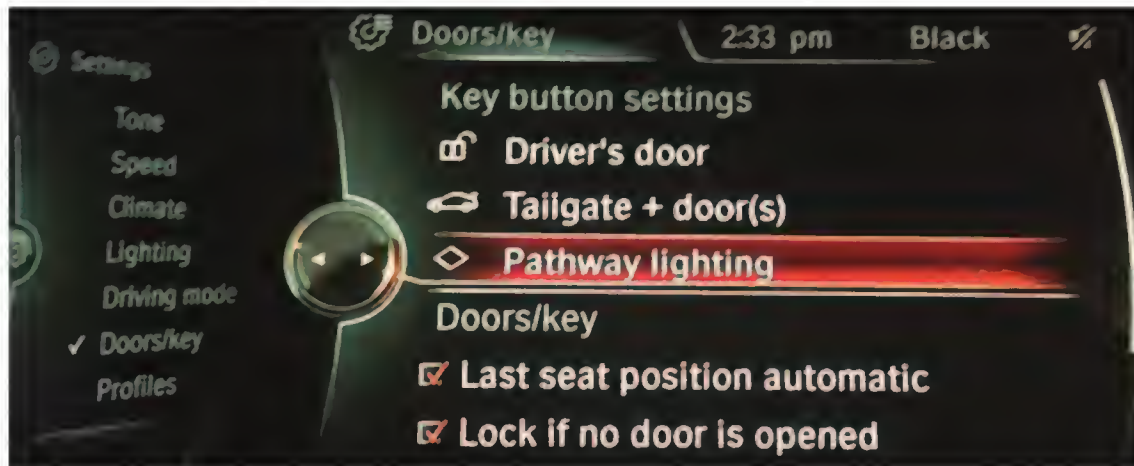 Doors/key 2:33 pm Black
Settings
Tone
Speed
Climate
Lighting
Driving mode
✓ Doors/key
Profiles
Key button settings
Driver's door
Tailgate + door(s)
Pathway lighting
Doors/key
Last seat position automatic
Lock if no door is opened